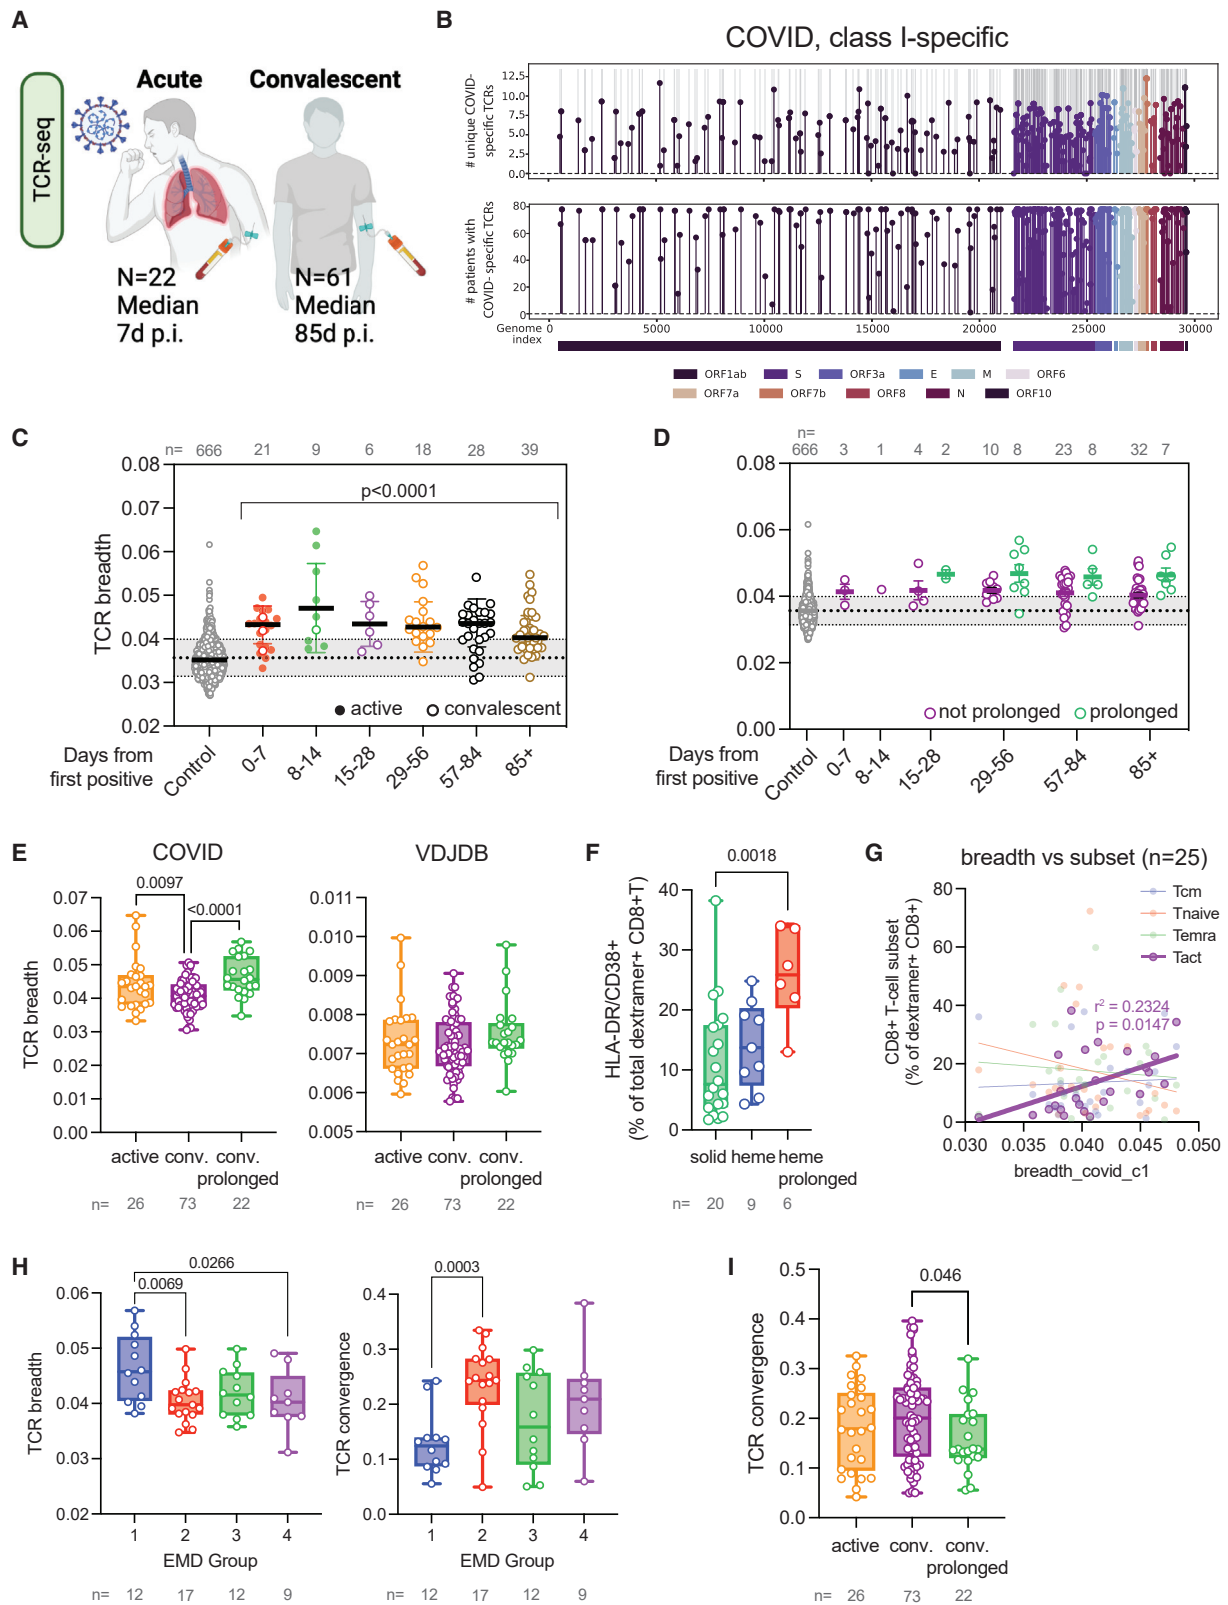 A
TCR-seq
Acute
Convalescent
N=22
Median
7d p.i.
N=61
Median
85d p.i.
B
COVID, class I-specific
# unique COVID-
specific TCRs
12.5
10.0
7.5
5.0
2.5
0.0
# patients with
COVID- specific TCRs
80
60
40
20
0
Genome
index
0
5000
10000
15000
20000
25000
30000
ORF1ab
S
ORF3a
E
M
ORF6
ORF7a
ORF7b
ORF8
N
ORF10
C
n= 666 21 9 6 18 28 39
TCR breadth
0.08
0.07
0.06
0.05
0.04
0.03
0.02
p<0.0001
active
convalescent
Days from
first positive
Control
0-7
8-14
15-28
29-56
57-84
85+
D
n=
666 3 1 4 2 10 8 23 8 32 7
0.08
0.06
0.04
0.02
0.00
not prolonged
prolonged
Days from
first positive
Control
0-7
8-14
15-28
29-56
57-84
85+
E
COVID
TCR breadth
0.0097
<0.0001
0.07
0.06
0.05
0.04
0.03
0.02
0.01
0.00
active conv. conv.
prolonged
n= 26 73 22
VDJDB
0.011
0.010
0.009
0.008
0.007
0.006
0.005
active conv. conv.
prolonged
n= 26 73 22
F
HLA-DR/CD38+
(% of total dextramer+ CD8+T)
0.0018
40
30
20
10
0
solid heme heme
prolonged
n= 20 9 6
G
breadth vs subset (n=25)
CD8+ T-cell subset
(% of dextramer+ CD8+)
80
60
40
20
0
Tcm
Tnaive
Temra
Tact
r² = 0.2324
p = 0.0147
0.030 0.035 0.040 0.045 0.050
breadth_covid_c1
H
TCR breadth
0.0266
0.0069
0.06
0.05
0.04
0.03
0.02
1 2 3 4
EMD Group
n= 12 17 12 9
TCR convergence
0.0003
0.4
0.3
0.2
0.1
0.0
1 2 3 4
EMD Group
n= 12 17 12 9
I
TCR convergence
0.046
0.5
0.4
0.3
0.2
0.1
0.0
active conv. conv.
prolonged
n= 26 73 22